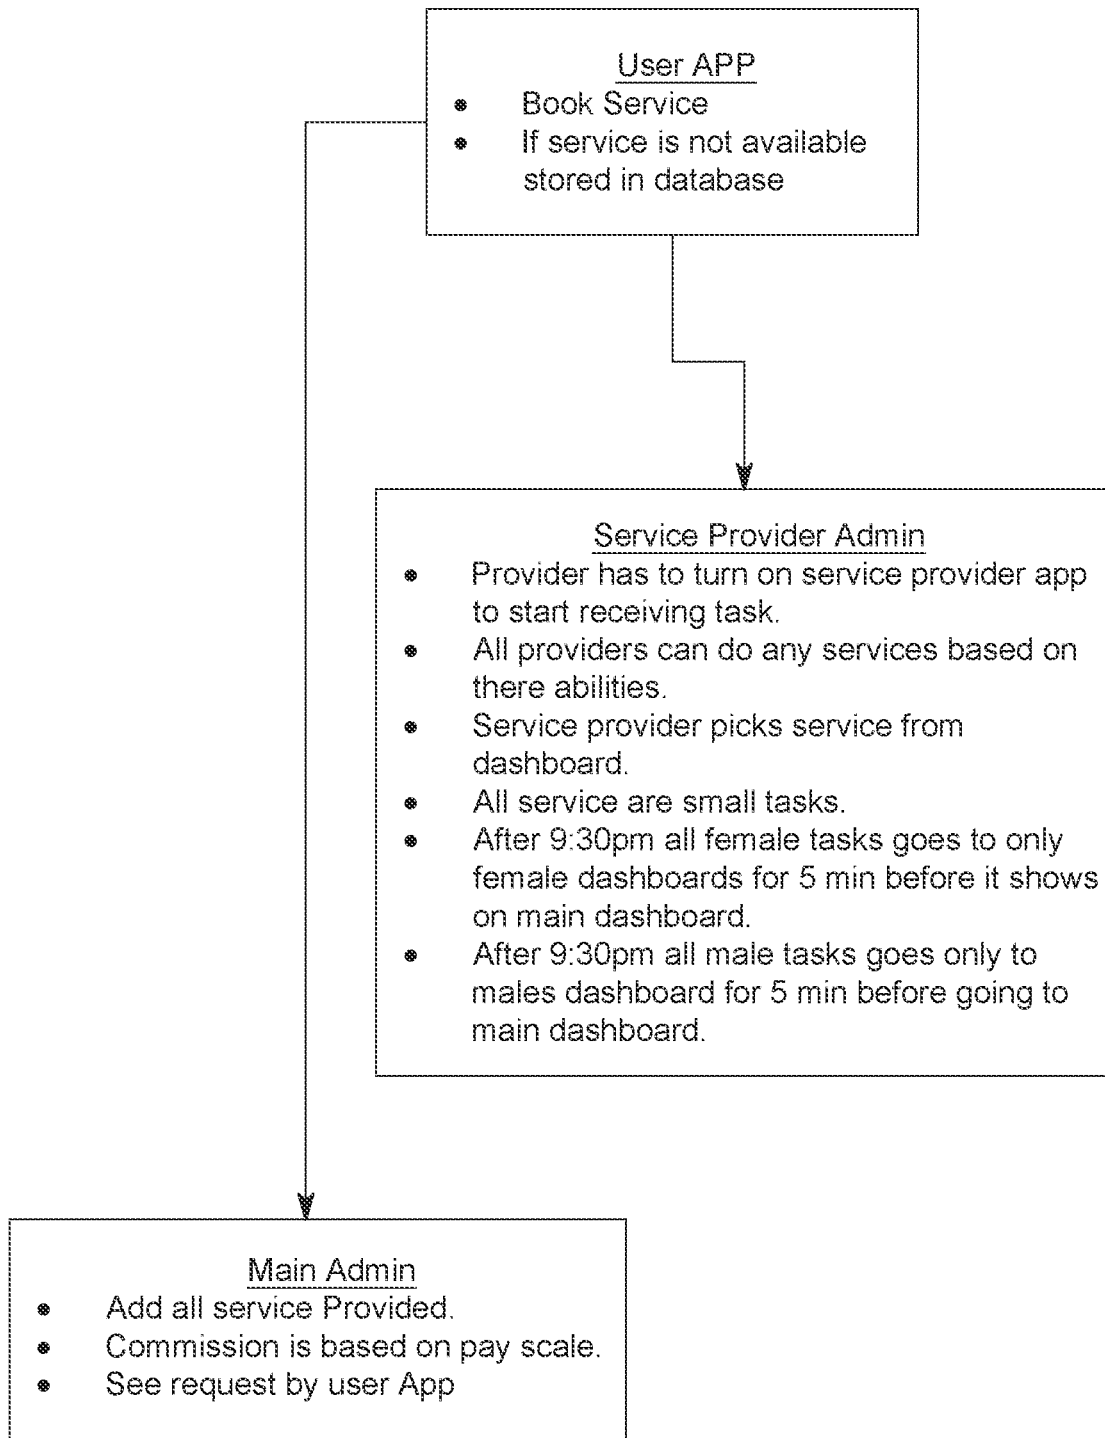 User APP
• Book Service
• If service is not available
stored in database
Service Provider Admin
• Provider has to turn on service provider app
to start receiving task.
• All providers can do any services based on
there abilities.
• Service provider picks service from
dashboard.
• All service are small tasks.
• After 9:30pm all female tasks goes to only
female dashboards for 5 min before it shows
on main dashboard.
• After 9:30pm all male tasks goes only to
males dashboard for 5 min before going to
main dashboard.
Main Admin
• Add all service Provided.
• Commission is based on pay scale.
• See request by user App